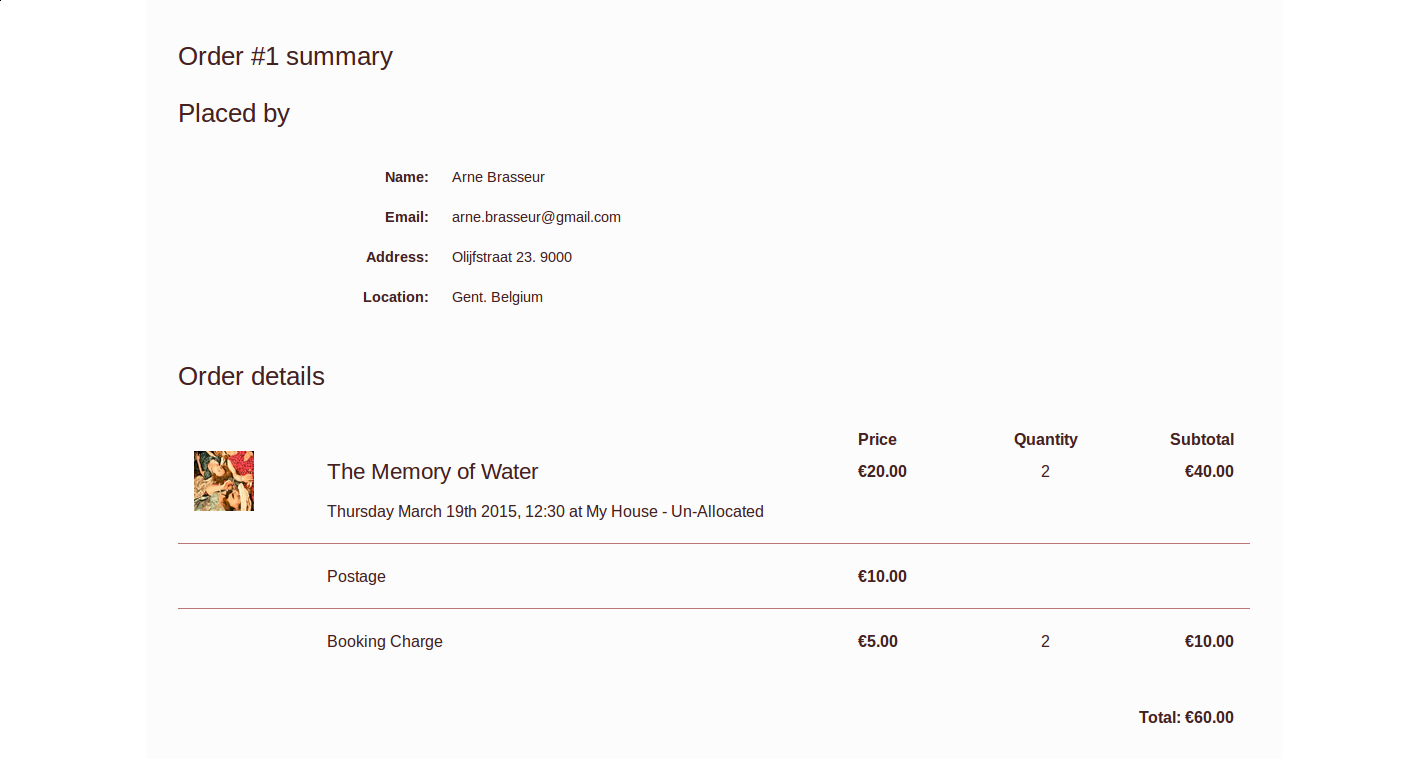 Order #1 summary
Placed by
Name: Arne Brasseur
Email: arne.brasseur@gmail.com
Address: Olijfstraat 23. 9000
Location: Gent. Belgium
Order details
Price Quantity Subtotal
The Memory of Water €20.00 2 €40.00
Thursday March 19th 2015, 12:30 at My House - Un-Allocated
Postage €10.00
Booking Charge €5.00 2 €10.00
Total: €60.00